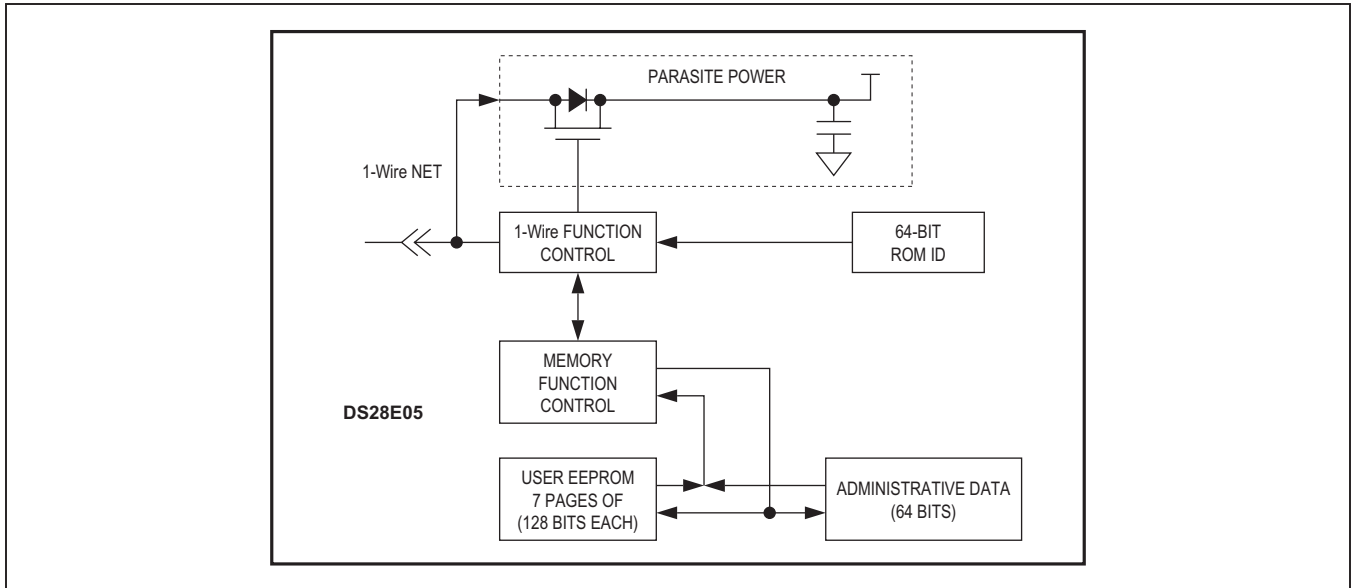 PARASITE POWER
1-Wire NET
1-Wire FUNCTION
CONTROL
64-BIT
ROM ID
MEMORY
FUNCTION
CONTROL
DS28E05
USER EEPROM
7 PAGES OF
(128 BITS EACH)
ADMINISTRATIVE DATA
(64 BITS)